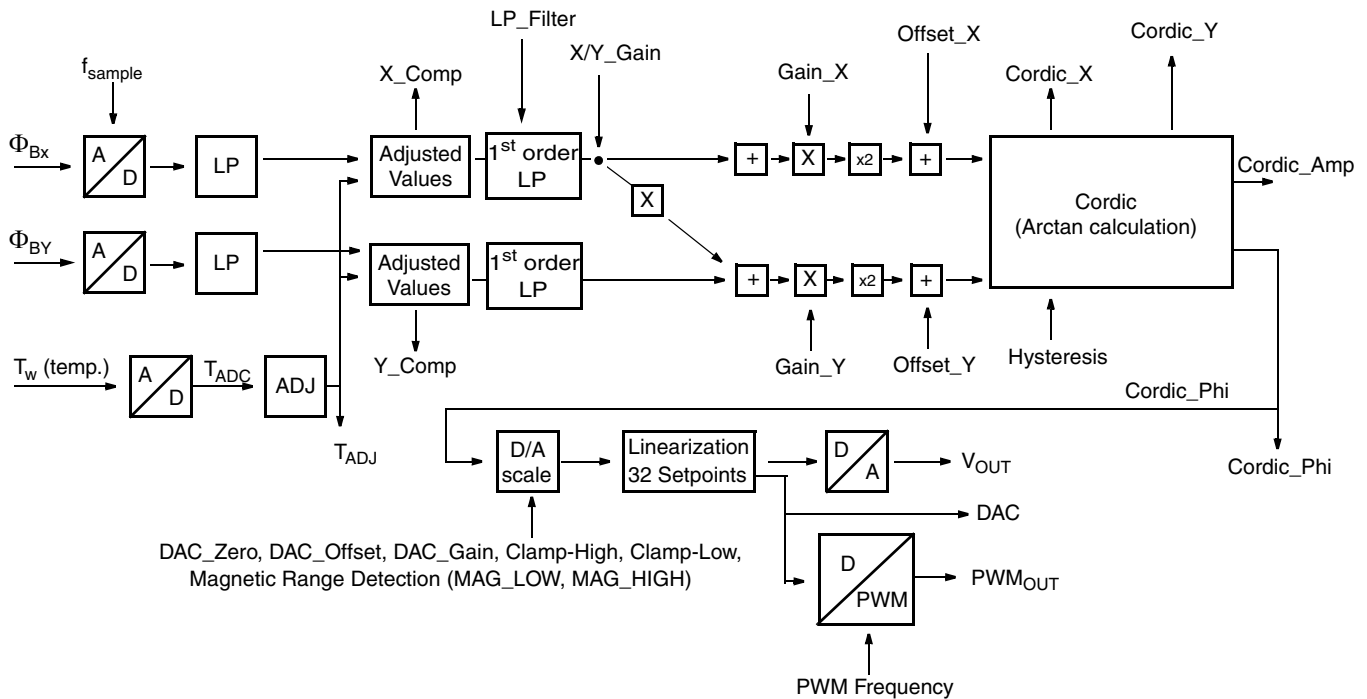 LP_Filter
X/Y_Gain
Offset_X
Cordic_Y
f_sample
X_Comp
Gain_X
Cordic_X
Φ_Bx
A
D
LP
Adjusted
Values
1st order
LP
+
X
x2
+
Cordic_Amp
Cordic
(Arctan calculation)
X
Φ_BY
A
D
LP
Adjusted
Values
1st order
LP
+
X
x2
+
Y_Comp
Gain_Y
Offset_Y
Hysteresis
T_w (temp.)
A
D
T_ADC
ADJ
T_ADJ
Cordic_Phi
Cordic_Phi
D/A
scale
Linearization
32 Setpoints
D
A
V_OUT
DAC
DAC_Zero, DAC_Offset, DAC_Gain, Clamp-High, Clamp-Low,
Magnetic Range Detection (MAG_LOW, MAG_HIGH)
D
PWM
PWM_OUT
PWM Frequency